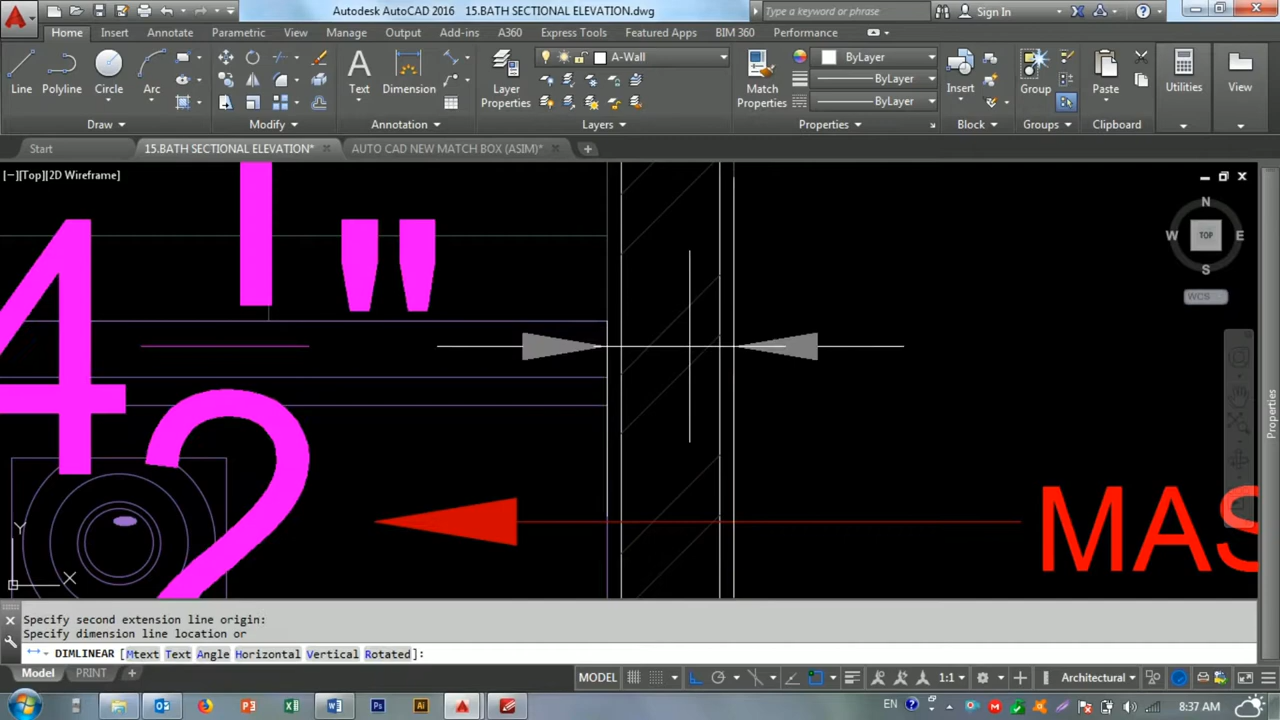 Autodesk AutoCAD 2016 15.BATH SECTIONAL ELEVATION.dwg
Type a keyword or phrase
Sign In
Home Insert Annotate Parametric View Manage Output Add-ins A360 Express Tools Featured Apps BIM 360 Performance
A-Wall
ByLayer
ByLayer
ByLayer
Line Polyline Circle Arc
Text Dimension
Layer Properties
Match Properties
Insert
Group
Paste
Utilities
View
Draw Modify Annotation Layers Properties Block Groups Clipboard
Start 15.BATH SECTIONAL ELEVATION* AUTO CAD NEW MATCH BOX (ASIM)*
[−][Top][2D Wireframe]
N
W TOP E
S
WCS
4 1"
2
MAS
Y
X
Properties
Specify second extension line origin:
Specify dimension line location or
DIMLINEAR [Mtext Text Angle Horizontal Vertical Rotated]:
Model PRINT
MODEL 1:1 Architectural
EN 8:37 AM